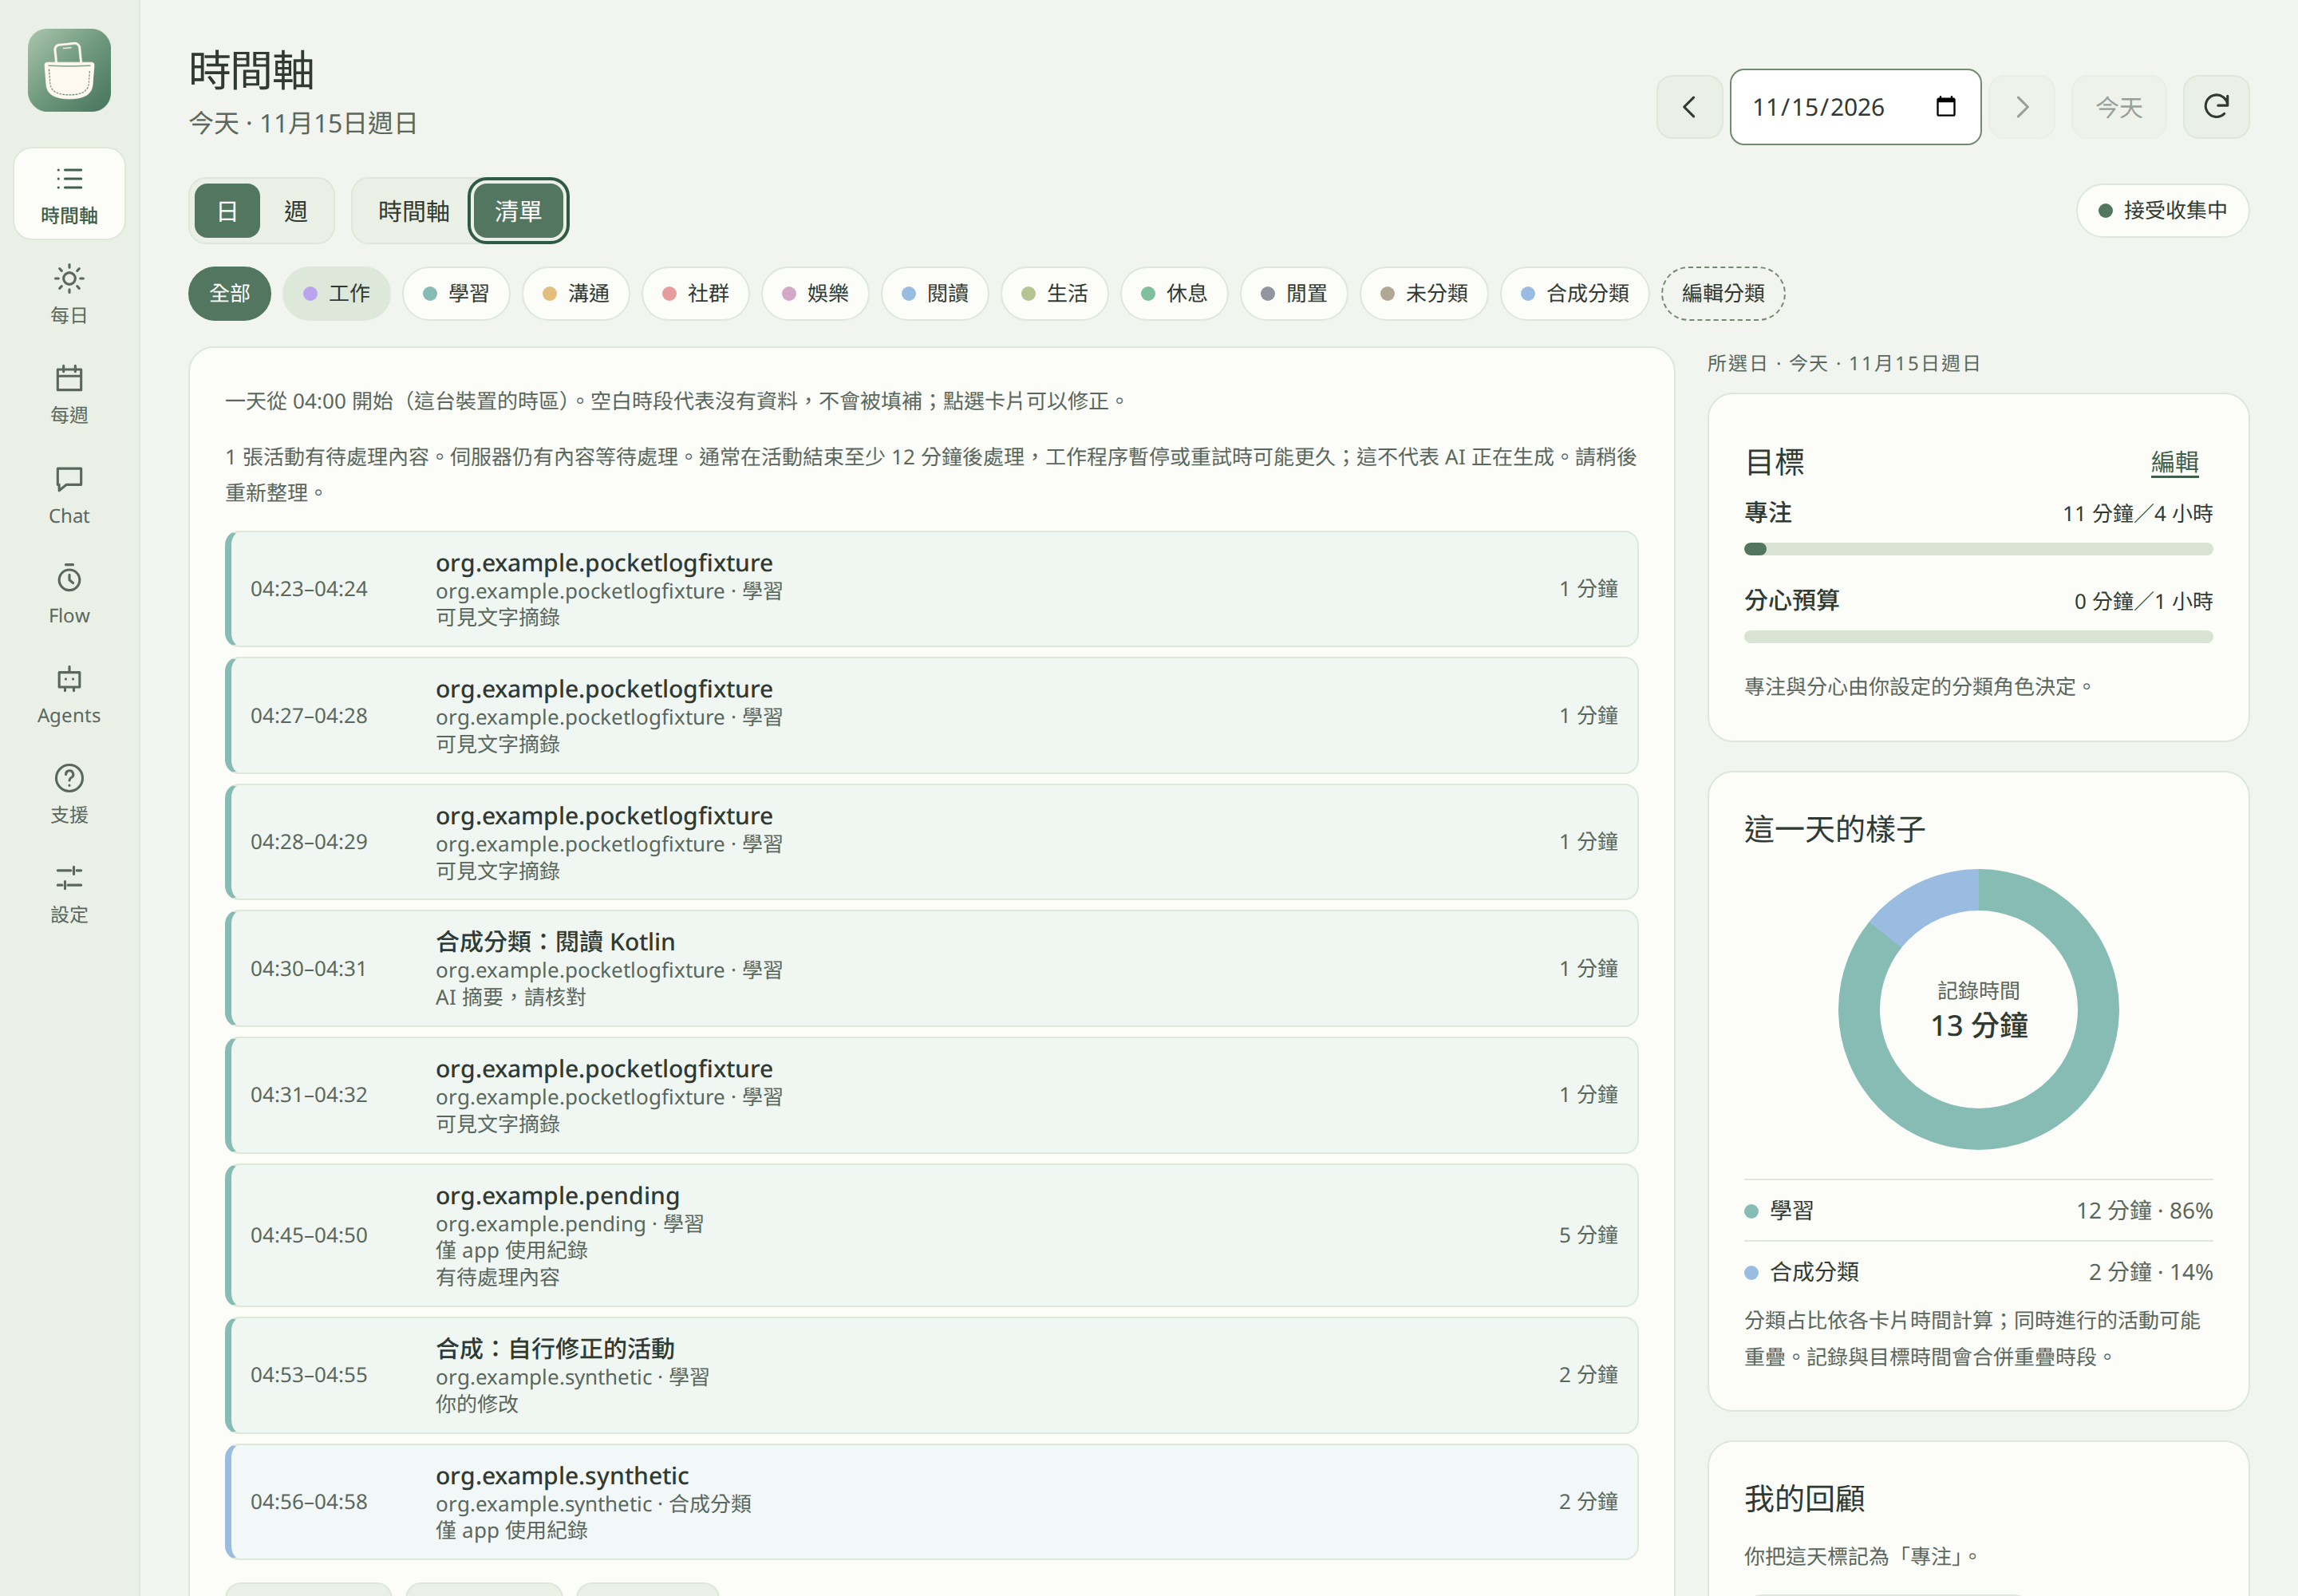 時間軸
每日
每週
Chat
Flow
Agents
支援
設定
時間軸
今天 · 11月15日週日
11/15/2026
今天
日
週
時間軸
清單
接受收集中
全部
工作
學習
溝通
社群
娛樂
閱讀
生活
休息
閒置
未分類
合成分類
編輯分類
一天從 04:00 開始（這台裝置的時區）。空白時段代表沒有資料，不會被填補；點選卡片可以修正。
1 張活動有待處理內容。伺服器仍有內容等待處理。通常在活動結束至少 12 分鐘後處理，工作程序暫停或重試時可能更久；這不代表 AI 正在生成。請稍後
重新整理。
04:23–04:24
org.example.pocketlogfixture
org.example.pocketlogfixture · 學習
可見文字摘錄
1 分鐘
04:27–04:28
org.example.pocketlogfixture
org.example.pocketlogfixture · 學習
可見文字摘錄
1 分鐘
04:28–04:29
org.example.pocketlogfixture
org.example.pocketlogfixture · 學習
可見文字摘錄
1 分鐘
04:30–04:31
合成分類：閱讀 Kotlin
org.example.pocketlogfixture · 學習
AI 摘要，請核對
1 分鐘
04:31–04:32
org.example.pocketlogfixture
org.example.pocketlogfixture · 學習
可見文字摘錄
1 分鐘
04:45–04:50
org.example.pending
org.example.pending · 學習
僅 app 使用紀錄
有待處理內容
5 分鐘
04:53–04:55
合成：自行修正的活動
org.example.synthetic · 學習
你的修改
2 分鐘
04:56–04:58
org.example.synthetic
org.example.synthetic · 合成分類
僅 app 使用紀錄
2 分鐘
所選日 · 今天 · 11月15日週日
目標
編輯
專注
11 分鐘／4 小時
分心預算
0 分鐘／1 小時
專注與分心由你設定的分類角色決定。
這一天的樣子
記錄時間
13 分鐘
學習
12 分鐘 · 86%
合成分類
2 分鐘 · 14%
分類占比依各卡片時間計算；同時進行的活動可能
重疊。記錄與目標時間會合併重疊時段。
我的回顧
你把這天標記為「專注」。